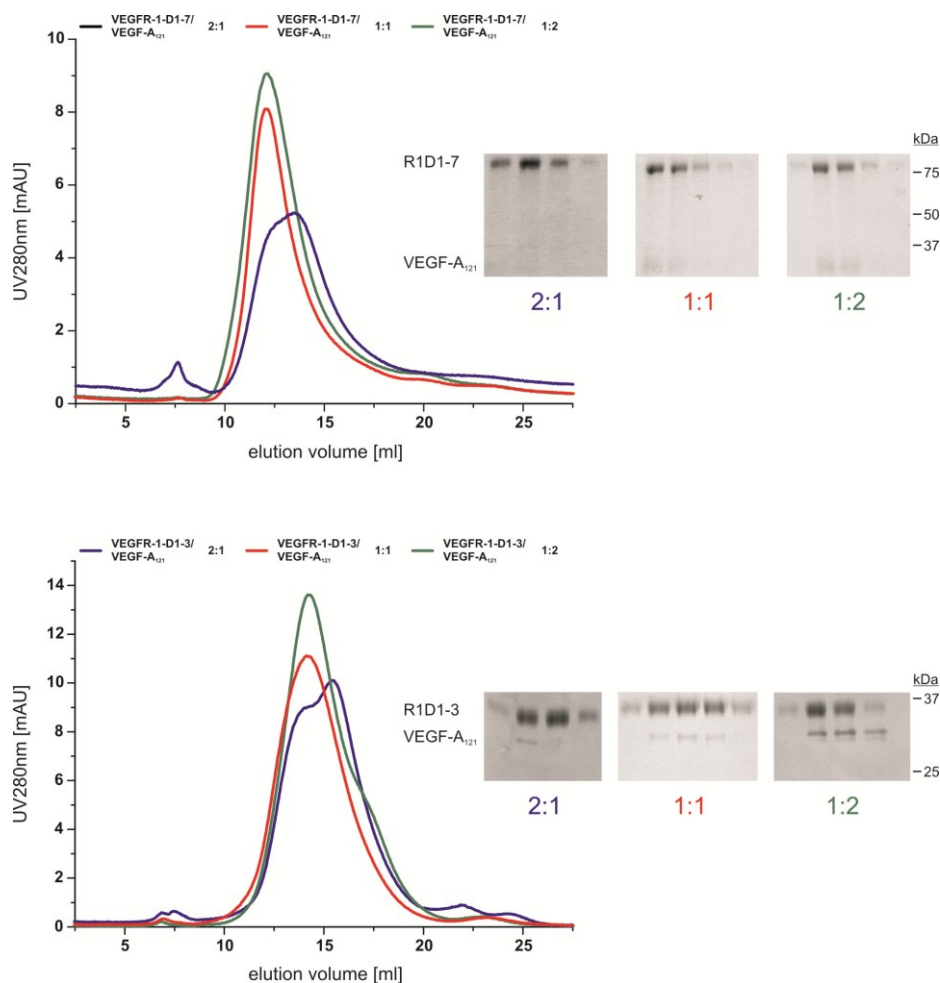 VEGFR-1-D1-7/ VEGFR-1-D1-7/ VEGFR-1-D1-7/
VEGF-A121 2:1 VEGF-A121 1:1 VEGF-A121 1:2
10
8
6
4
2
0
UV280nm [mAU]
5 10 15 20 25
elution volume [ml]
R1D1-7
VEGF-A121
kDa
75
50
37
2:1 1:1 1:2
VEGFR-1-D1-3/ VEGFR-1-D1-3/ VEGFR-1-D1-3/
VEGF-A121 2:1 VEGF-A121 1:1 VEGF-A121 1:2
14
12
10
8
6
4
2
0
UV280nm [mAU]
5 10 15 20 25
elution volume [ml]
R1D1-3
VEGF-A121
kDa
37
25
2:1 1:1 1:2